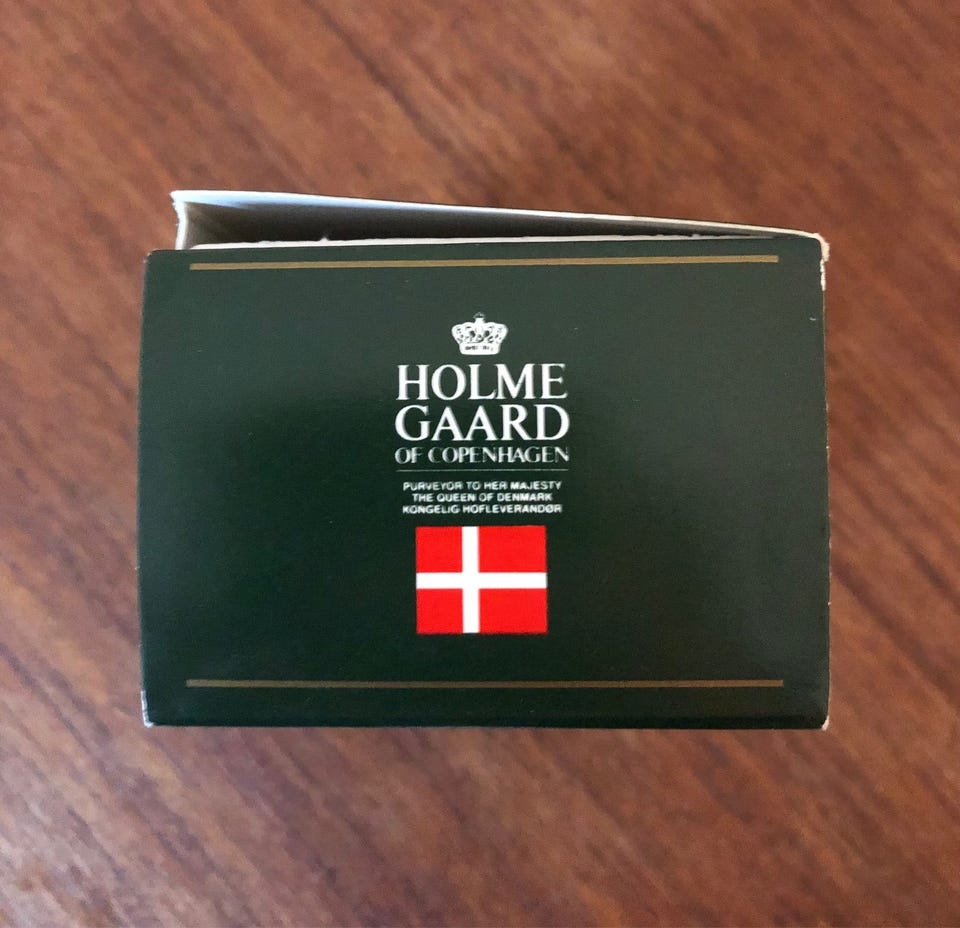 HOLME
GAARD
OF COPENHAGEN
PURVEYOR TO HER MAJESTY
THE QUEEN OF DENMARK
KONGELIG HOFLEVERANDØR